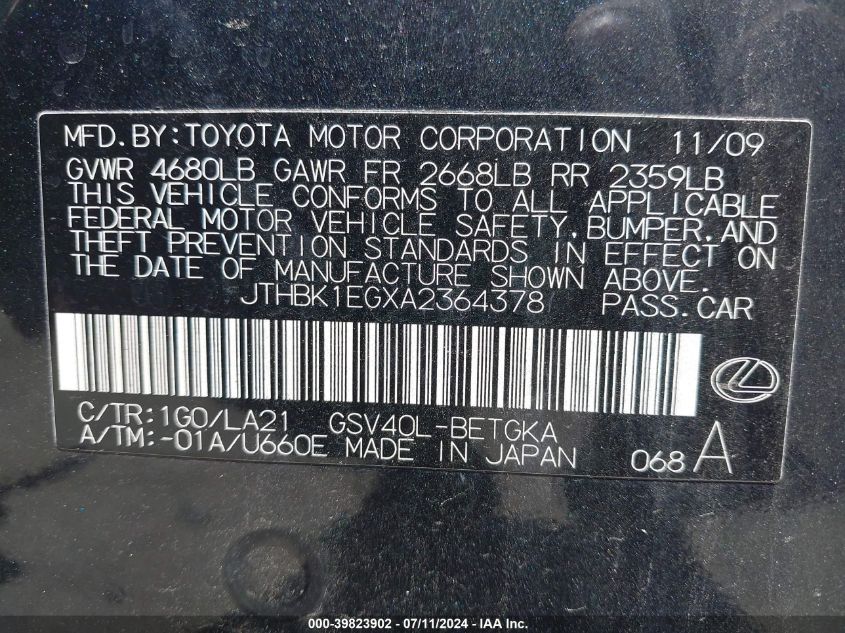 MFD.BY:TOYOTA MOTOR CORPORATION 11/09
GVWR 4680LB GAWR FR 2668LB RR 2359LB
THIS VEHICLE CONFORMS TO ALL APPLICABLE
FEDERAL MOTOR VEHICLE SAFETY,BUMPER,AND
THEFT PREVENTION STANDARDS IN EFFECT ON
THE DATE OF MANUFACTURE SHOWN ABOVE.
JTHBK1EGXA2364378 PASS.CAR
C/TR:1G0/LA21 GSV40L-BETGKA
A/TM:-01A/U660E MADE IN JAPAN 068 A
000-39823902 - 07/11/2024 - IAA, Inc.